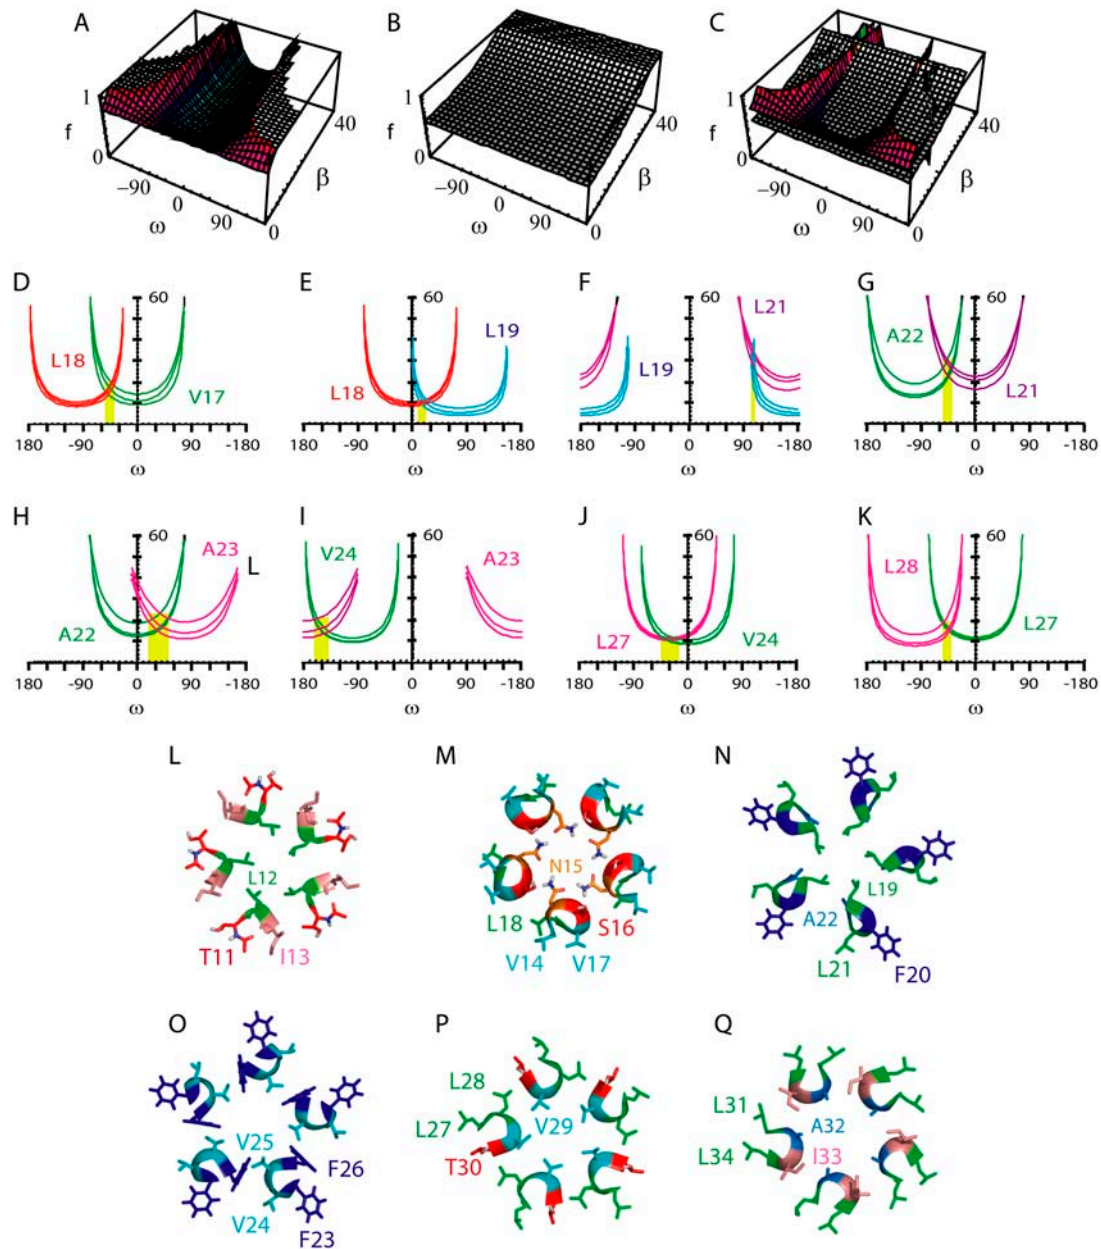 A
B
C
1
f
0
-90
0
ω
90
0
β
40
1
f
0
-90
0
ω
90
0
β
40
1
f
0
-90
0
ω
90
0
β
40
D
E
F
G
60
L18
V17
180 90 0 -90 -180
ω
60
L18
L19
180 90 0 -90 -180
ω
60
L21
L19
180 90 0 -90 -180
ω
60
A22
L21
180 90 0 -90 -180
ω
H
I
J
K
60
A23
L
A22
180 -90 0 90 -180
ω
60
V24
A23
180 -90 0 90 -180
ω
60
L27
V24
180 -90 0 90 -180
ω
60
L28
L27
180 -90 0 90 -180
ω
L
M
N
L12
T11
I13
N15
L18
S16
V14
V17
L19
A22
L21
F20
O
P
Q
V25
F26
V24
F23
L28
L27
V29
T30
L31
A32
L34
I33